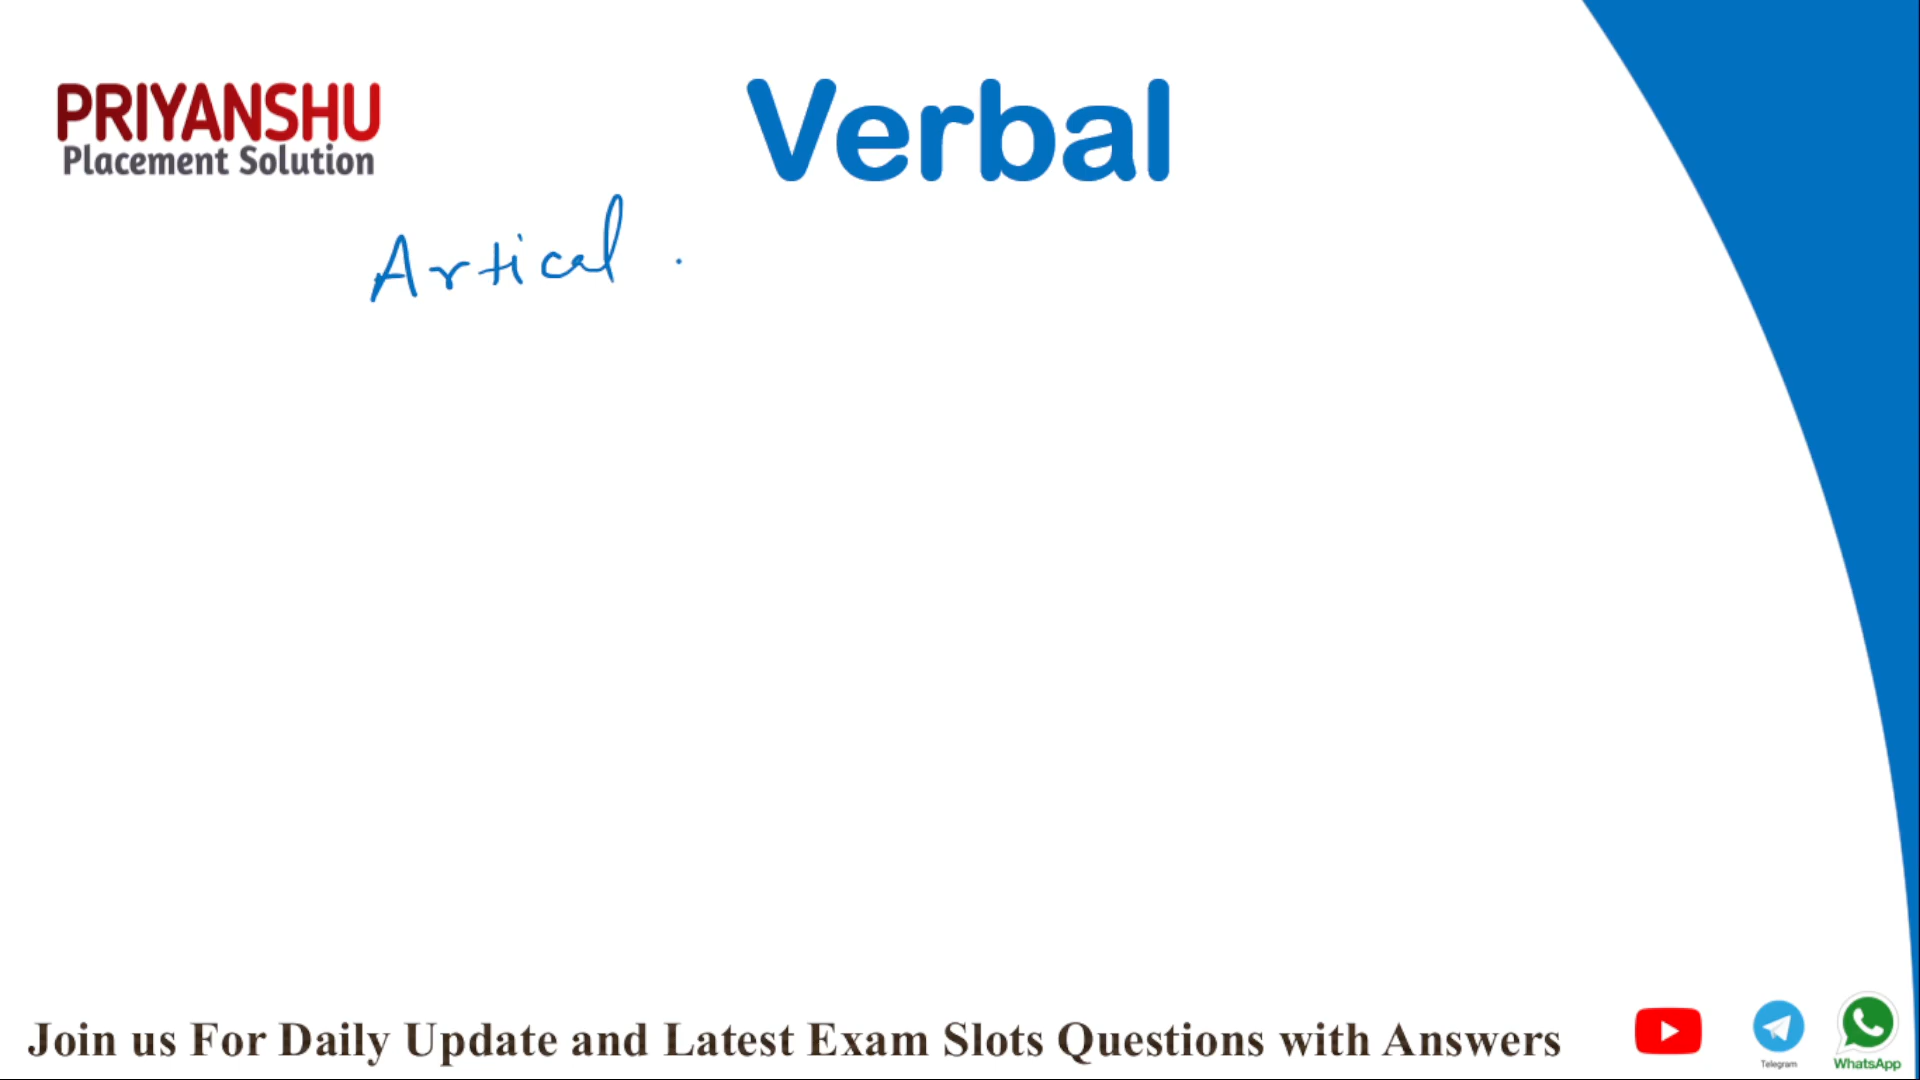 PRIYANSHU
Placement Solution
Verbal
Artical .
Join us For Daily Update and Latest Exam Slots Questions with Answers
Telegram
WhatsApp